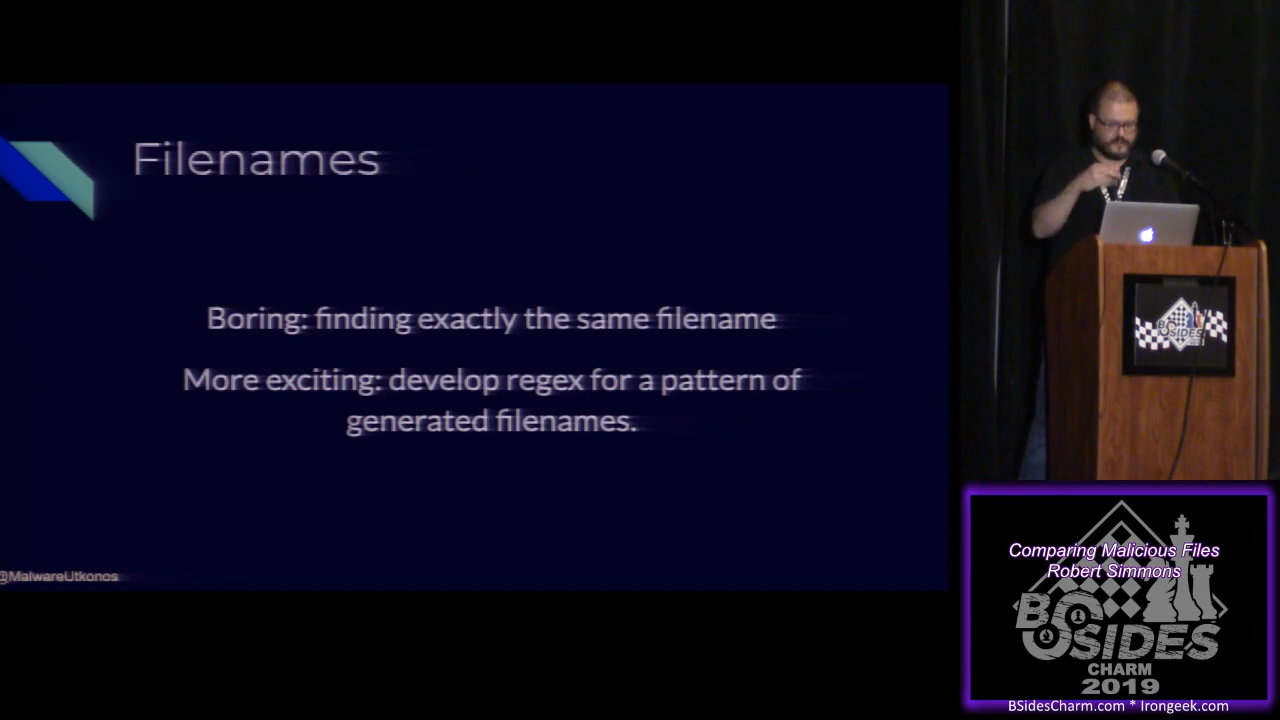 Filenames
Boring: finding exactly the same filename
More exciting: develop regex for a pattern of
generated filenames.
@MalwareUtkonos
BSIDES
Comparing Malicious Files
Robert Simmons
BSIDES
CHARM
2019
BSidesCharm.com * Irongeek.com